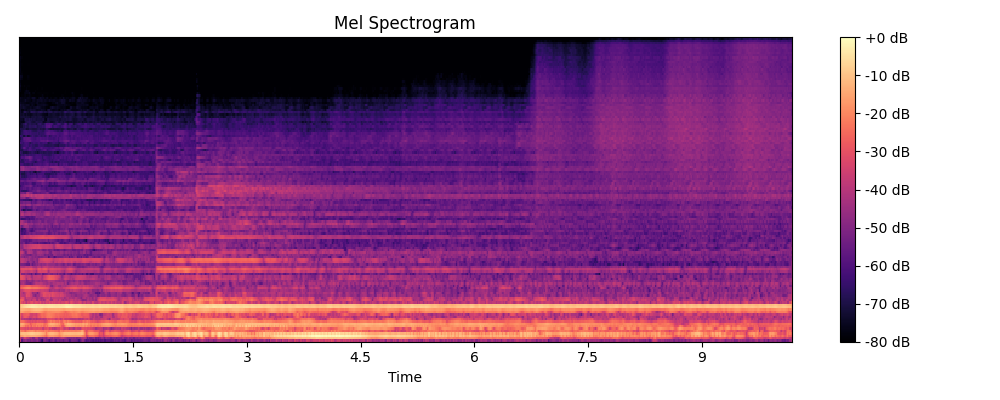 Mel Spectrogram
+0 dB
-10 dB
-20 dB
-30 dB
-40 dB
-50 dB
-60 dB
-70 dB
-80 dB
0 1.5 3 4.5 6 7.5 9
Time